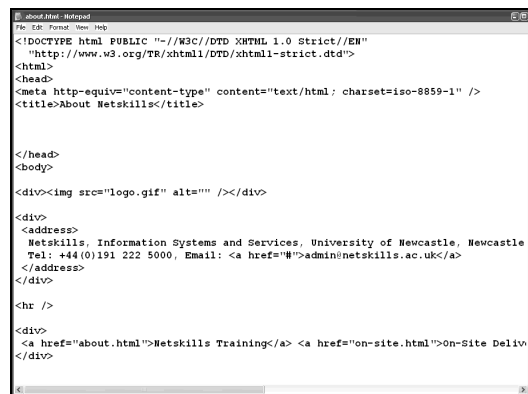 about.html - Notepad
File Edit Format View Help
<!DOCTYPE html PUBLIC "-//W3C//DTD XHTML 1.0 Strict//EN"
"http://www.w3.org/TR/xhtml1/DTD/xhtml1-strict.dtd">
<html>
<head>
<meta http-equiv="content-type" content="text/html; charset=iso-8859-1" />
<title>About Netskills</title>
</head>
<body>
<div><img src="logo.gif" alt="" /></div>
<div>
<address>
Netskills, Information Systems and Services, University of Newcastle, Newcastle
Tel: +44(0)191 222 5000, Email: <a href="#">admin@netskills.ac.uk</a>
</address>
</div>
<hr />
<div>
<a href="about.html">Netskills Training</a> <a href="on-site.html">On-Site Deliv
</div>